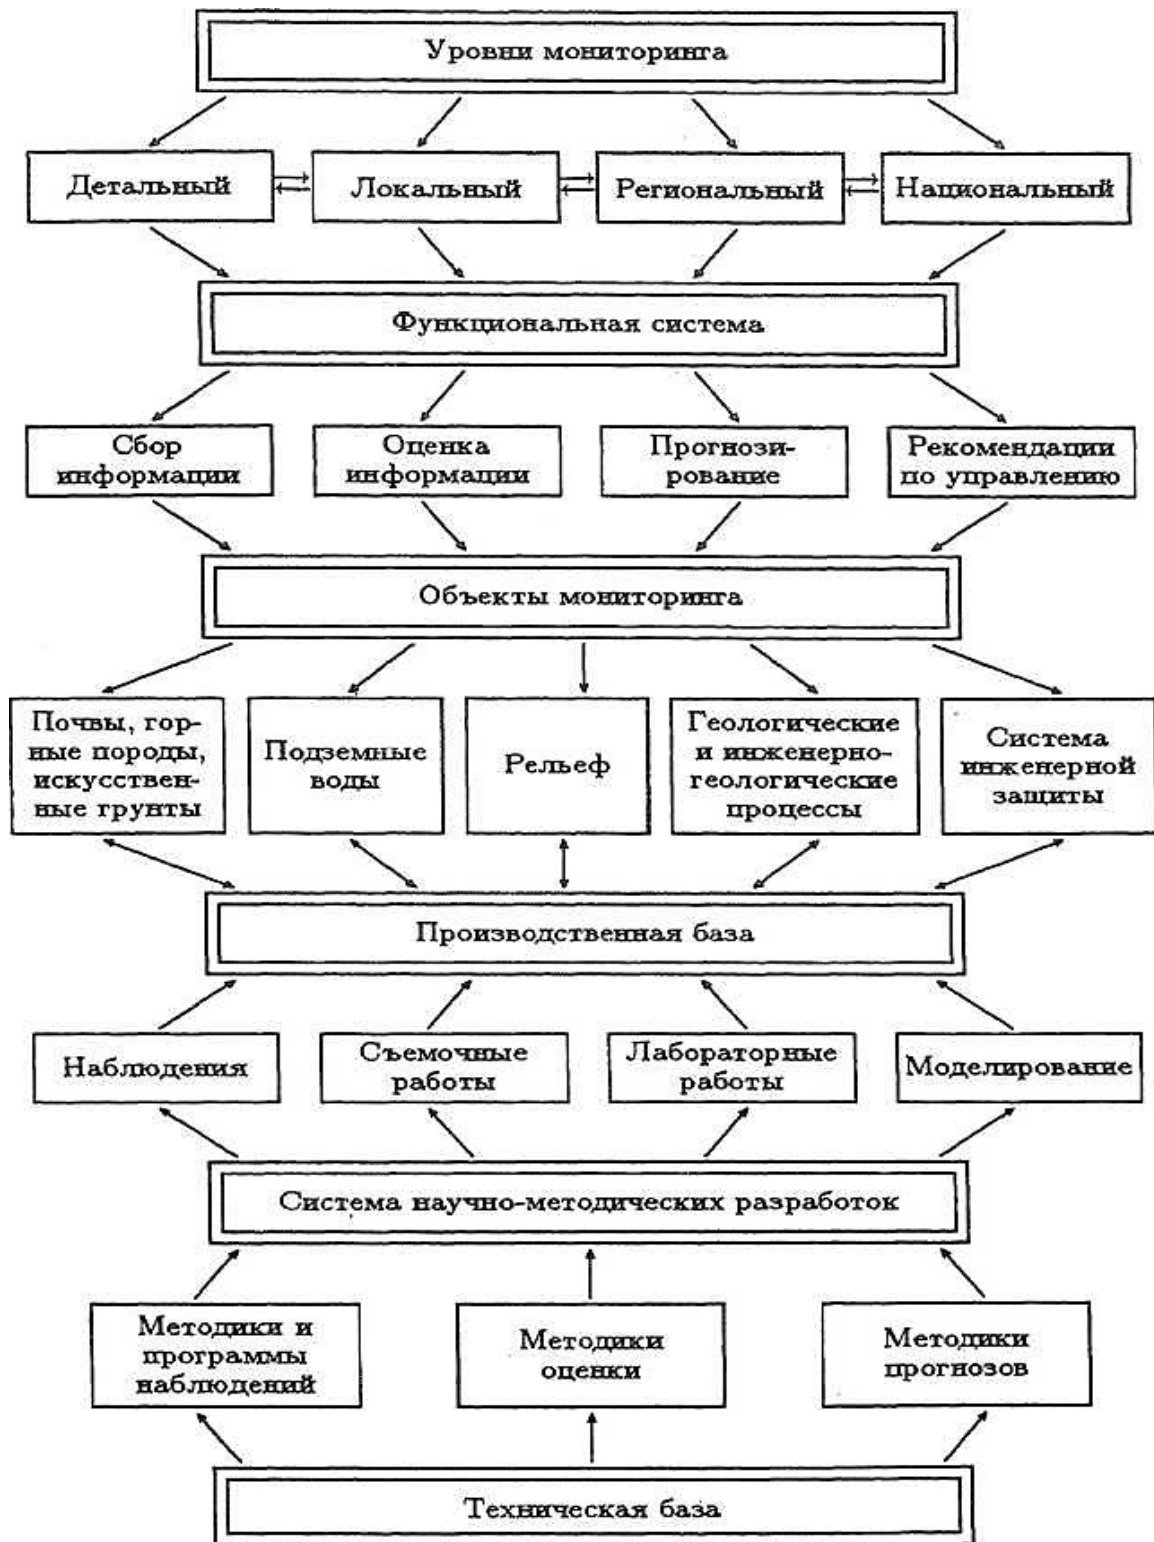 Уровни мониторинга
Детальный
Локальный
Региональный
Национальный
Функциональная система
Сбор
информации
Оценка
информации
Прогнози-
рование
Рекомендации
по управлению
Объекты мониторинга
Почвы, гор-
ные породы,
искусствен-
ные грунты
Подземные
воды
Рельеф
Геологические
и инженерно-
геологические
процессы
Система
инженерной
защиты
Производственная база
Наблюдения
Съемочные
работы
Лабораторные
работы
Моделирование
Система научно-методических разработок
Методики и
программы
наблюдений
Методики
оценки
Методики
прогнозов
Техническая база